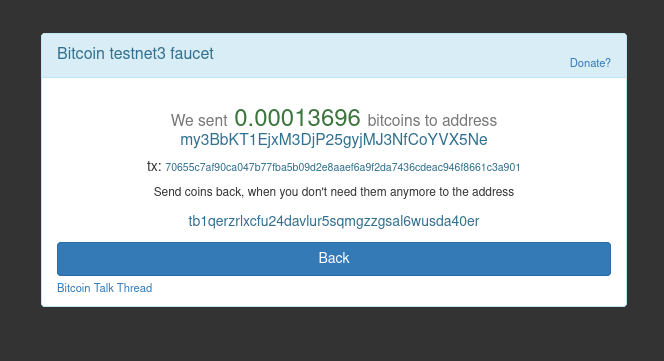 Bitcoin testnet3 faucet
Donate?
We sent 0.00013696 bitcoins to address
my3BbKT1EjxM3DjP25gyjMJ3NfCoYVX5Ne
tx: 70655c7af90ca047b77fba5b09d2e8aaef6a9f2da7436cdeac946f8661c3a901
Send coins back, when you don't need them anymore to the address
tb1qerzrlxcfu24davlur5sqmgzzgsal6wusda40er
Back
Bitcoin Talk Thread